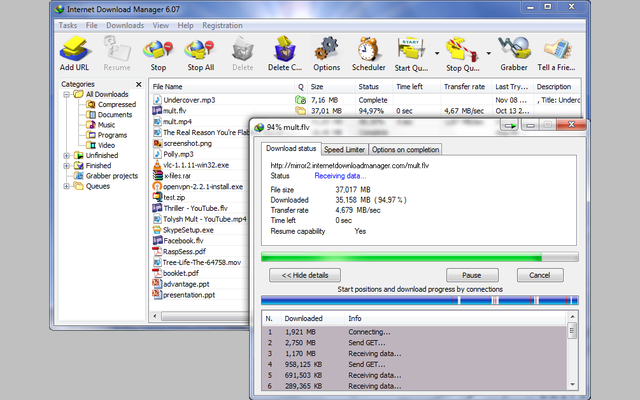 Internet Download Manager 6.07
Tasks File Downloads View Help Registration
Add URL Resume Stop Stop All Delete Delete C... Options Scheduler Start Qu... Stop Qu... Grabber Tell a Frie...
Categories
All Downloads
Compressed
Documents
Music
Programs
Video
Unfinished
Finished
Grabber projects
Queues
File Name Q Size Status Time left Transfer rate Last Try... Description
Undercover.mp3 7,16 MB Complete Nov 08 ... , Title: Underc
mult.flv 37,01 MB 94,97% 0 sec 4,67 MB/sec Oct 13 2...
mult.mp4
The Real Reason You're Flab
screenshot.png
Polly.mp3
vlc-1.1.11-win32.exe
x-files.rar
openvpn-2.2.1-install.exe
test.zip
Thriller - YouTube.flv
Tolysh Mult - YouTube.mp4
SkypeSetup.exe
Facebook.flv
RaspSess.pdf
Tree-Life-The-64758.mov
booklet.pdf
advantage.ppt
presentation.ppt
94% mult.flv
Download status Speed Limiter Options on completion
http://mirror2.internetdownloadmanager.com/mult.flv
Status Receiving data...
File size 37,017 MB
Downloaded 35,158 MB ( 94.97 % )
Transfer rate 4.679 MB/sec
Time left 0 sec
Resume capability Yes
<< Hide details Pause Cancel
Start positions and download progress by connections
N. Downloaded Info
1 1,921 MB Connecting...
2 2,750 MB Send GET...
3 1,170 MB Receiving data...
4 958,125 KB Send GET...
5 691,503 KB Receiving data...
6 289,365 KB Receiving data...